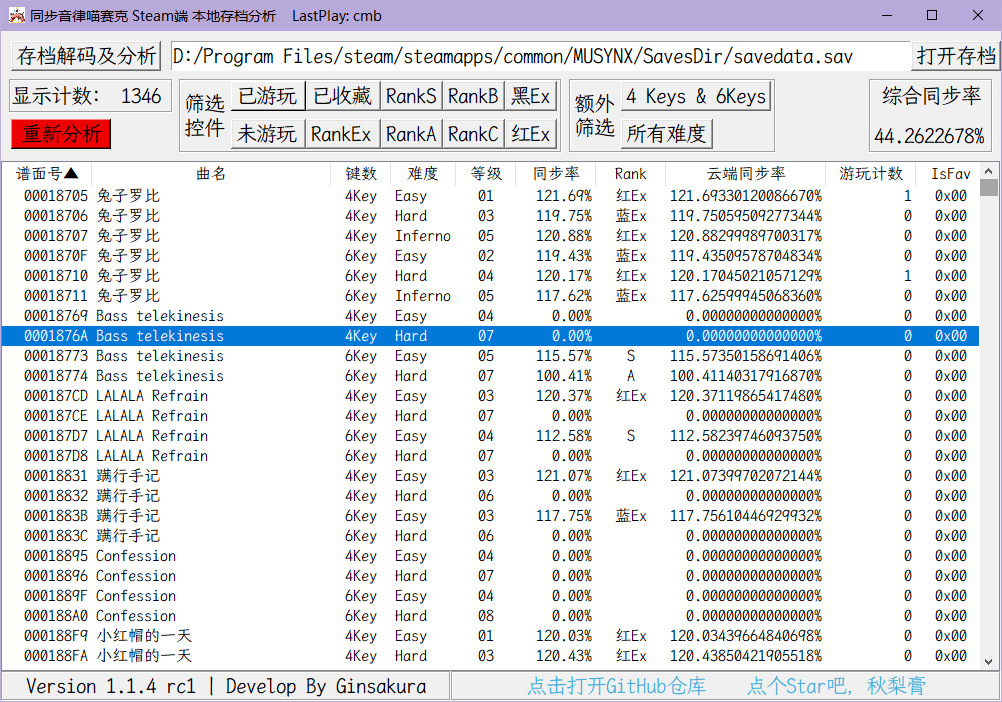 同步音律喵赛克 Steam端 本地存档分析 LastPlay: cmb
存档解码及分析 D:/Program Files/steam/steamapps/common/MUSYNX/SavesDir/savedata.sav 打开存档
显示计数: 1346
重新分析
筛选控件
已游玩 已收藏 RankS RankB 黑Ex
未游玩 RankEx RankA RankC 红Ex
额外筛选
4 Keys & 6Keys
所有难度
综合同步率
44.2622678%
谱面号▲ 曲名 键数 难度 等级 同步率 Rank 云端同步率 游玩计数 IsFav
00018705 兔子罗比 4Key Easy 01 121.69% 红Ex 121.69330120086670% 1 0x00
00018706 兔子罗比 4Key Hard 03 119.75% 蓝Ex 119.75059509277344% 0 0x00
00018707 兔子罗比 4Key Inferno 05 120.88% 红Ex 120.88299989700317% 0 0x00
0001870F 兔子罗比 6Key Easy 02 119.43% 蓝Ex 119.43509578704834% 0 0x00
00018710 兔子罗比 6Key Hard 04 120.17% 红Ex 120.17045021057129% 1 0x00
00018711 兔子罗比 6Key Inferno 05 117.62% 蓝Ex 117.62599945068360% 0 0x00
00018769 Bass telekinesis 4Key Easy 04 0.00% 0.00000000000000% 0 0x00
0001876A Bass telekinesis 4Key Hard 07 0.00% 0.00000000000000% 0 0x00
00018773 Bass telekinesis 6Key Easy 05 115.57% S 115.57350158691406% 0 0x00
00018774 Bass telekinesis 6Key Hard 07 100.41% A 100.41140317916870% 0 0x00
000187CD LALALA Refrain 4Key Easy 03 120.37% 红Ex 120.37119865417480% 0 0x00
000187CE LALALA Refrain 4Key Hard 07 0.00% 0.00000000000000% 0 0x00
000187D7 LALALA Refrain 6Key Easy 04 112.58% S 112.58239746093750% 0 0x00
000187D8 LALALA Refrain 6Key Hard 07 0.00% 0.00000000000000% 0 0x00
00018831 蹒行手记 4Key Easy 03 121.07% 红Ex 121.07399702072144% 0 0x00
00018832 蹒行手记 4Key Hard 06 0.00% 0.00000000000000% 0 0x00
0001883B 蹒行手记 6Key Easy 03 117.75% 蓝Ex 117.75610446929932% 0 0x00
0001883C 蹒行手记 6Key Hard 06 0.00% 0.00000000000000% 0 0x00
00018895 Confession 4Key Easy 04 0.00% 0.00000000000000% 0 0x00
00018896 Confession 4Key Hard 07 0.00% 0.00000000000000% 0 0x00
0001889F Confession 6Key Easy 04 0.00% 0.00000000000000% 0 0x00
000188A0 Confession 6Key Hard 08 0.00% 0.00000000000000% 0 0x00
000188F9 小红帽的一天 4Key Easy 01 120.03% 红Ex 120.03439664840698% 0 0x00
000188FA 小红帽的一天 4Key Hard 03 120.43% 红Ex 120.43850421905518% 0 0x00
Version 1.1.4 rc1 | Develop By Ginsakura 点击打开GitHub仓库 点个Star吧, 秋梨膏